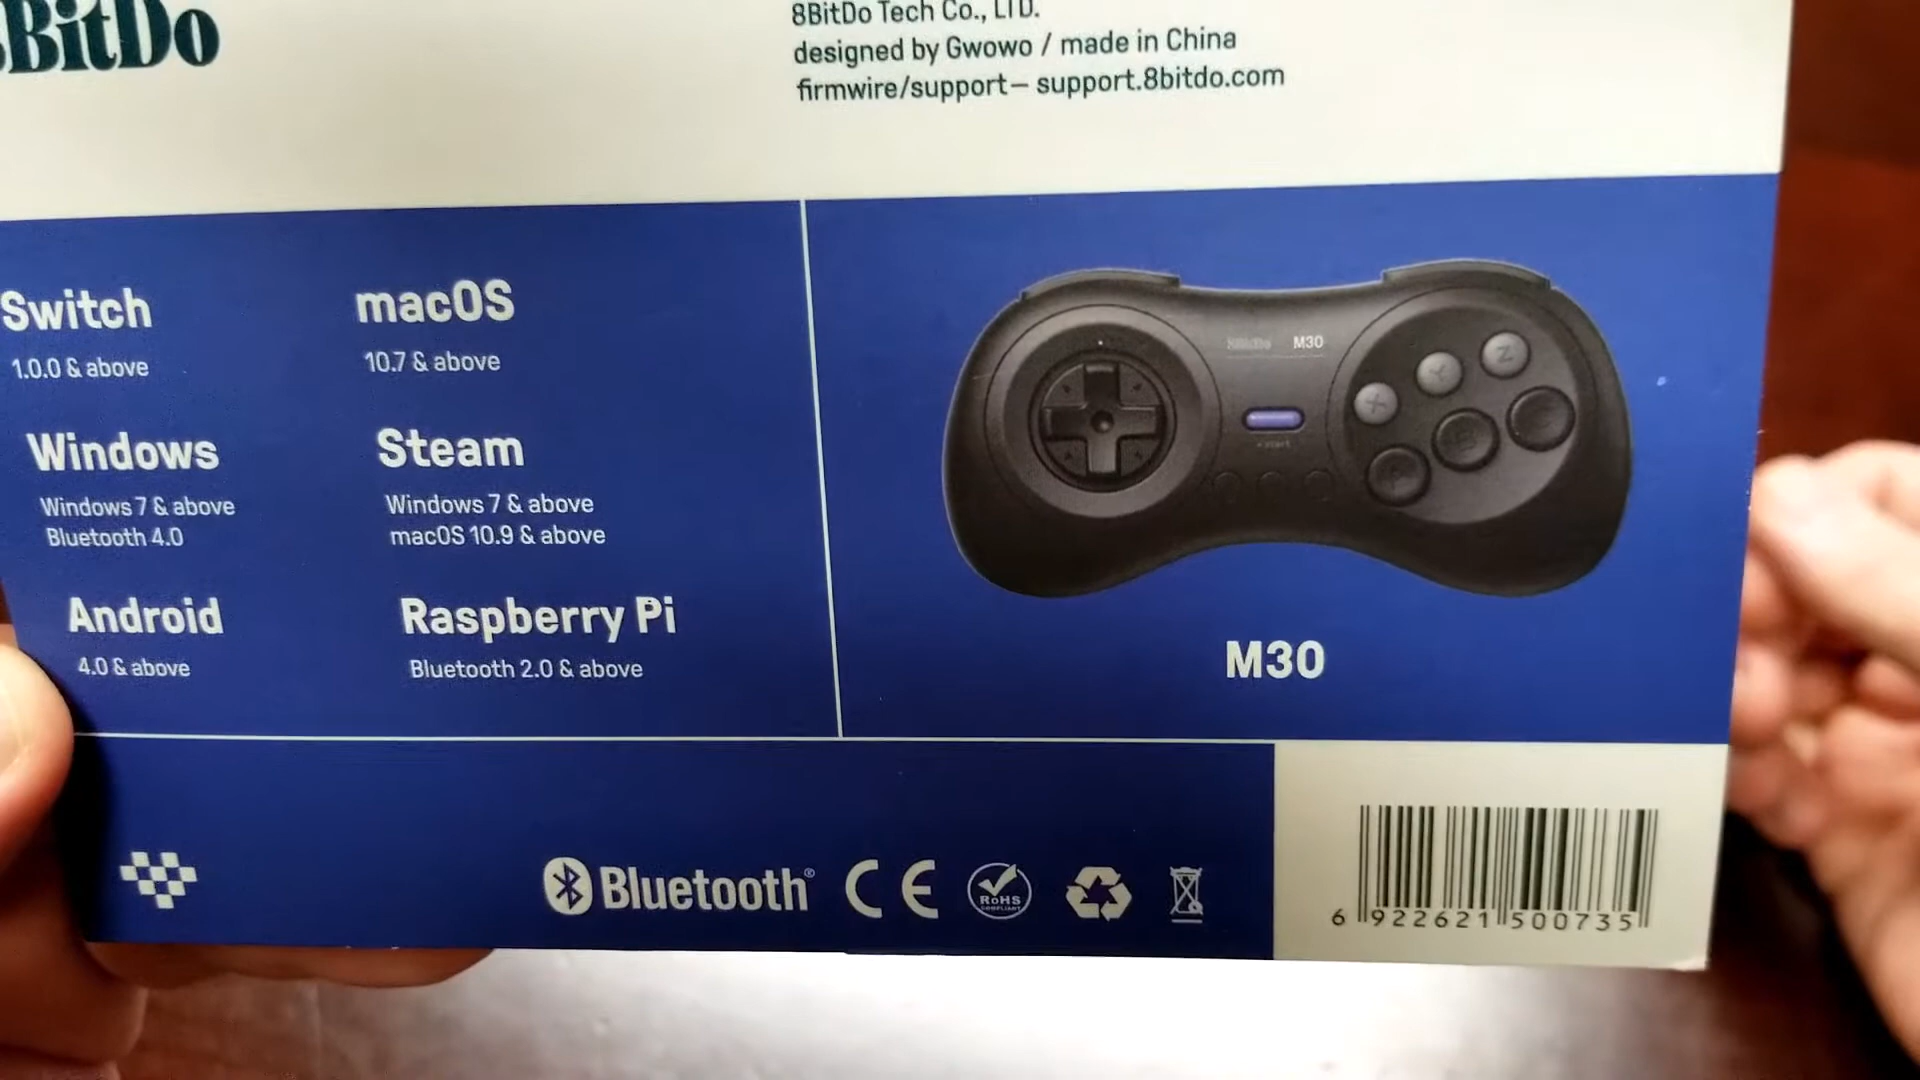 8BitDo Tech Co., LTD.
BitDo
designed by Gwowo / made in China
firmwire/support— support.8bitdo.com
Switch
1.0.0 & above
macOS
10.7 & above
Windows
Windows 7 & above
Bluetooth 4.0
Steam
Windows 7 & above
macOS 10.9 & above
Android
4.0 & above
Raspberry Pi
Bluetooth 2.0 & above
8BitDo M30
X Y Z
B
start
M30
Bluetooth®
CE
RoHS
COMPLIANT
6 922621 500735